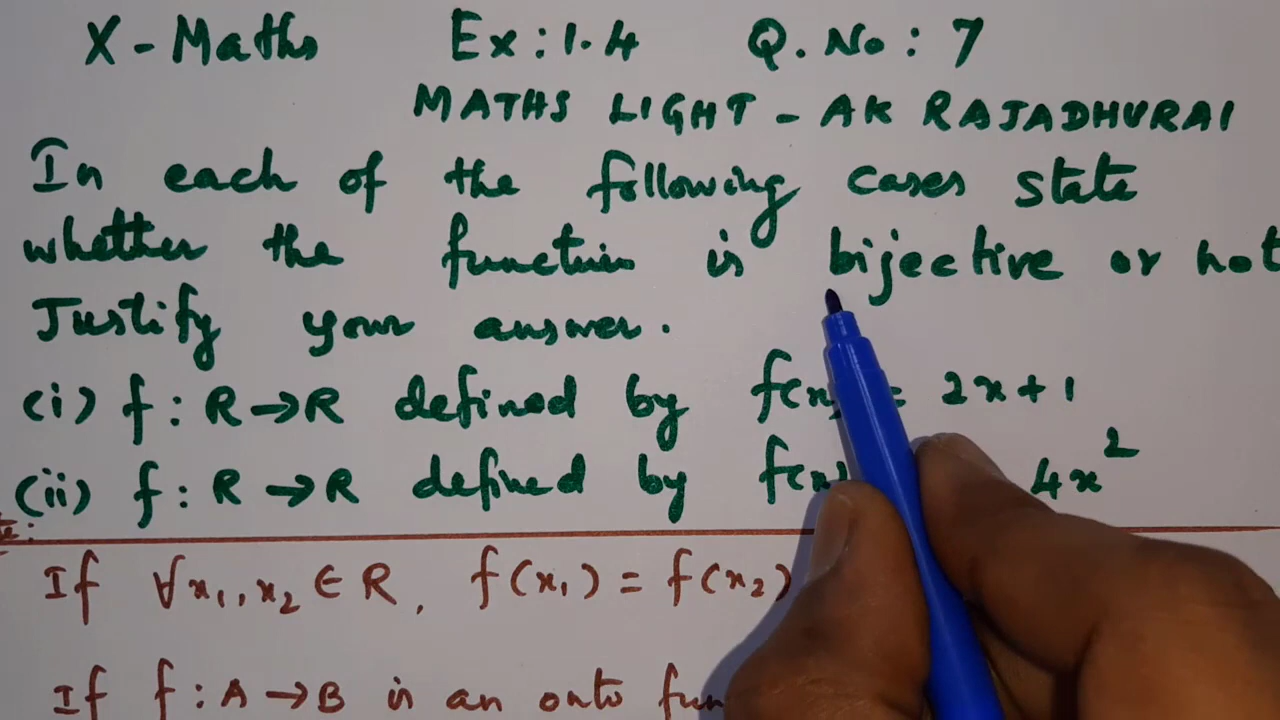 X - Maths Ex : 1.4 Q. No : 7
MATHS LIGHT - AK RAJADHURAI
In each of the following cases state
whether the function is bijective or not
Justify your answer.
(i) f : R → R defined by f(x) = 2x + 1
(ii) f : R → R defined by f(x) 4x²
If ∀x₁, x₂ ∈ R, f(x₁) = f(x₂)
If f : A → B is an onto